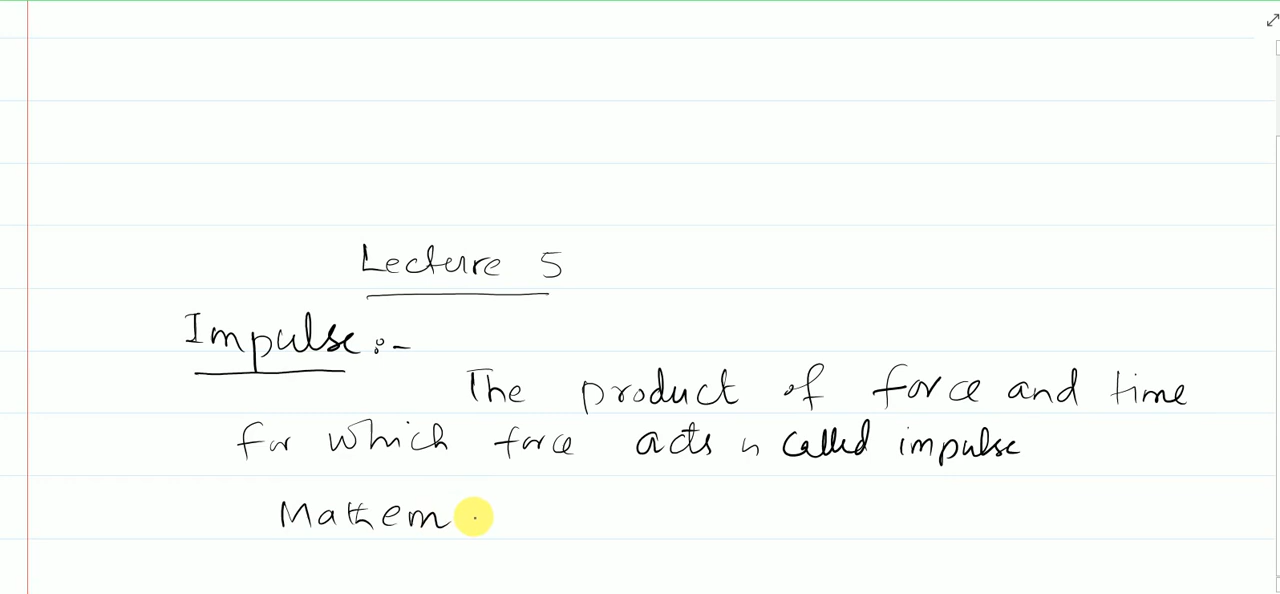 Lecture 5
Impulse :-
The product of force and time
for which force acts is called impulse
Mathem